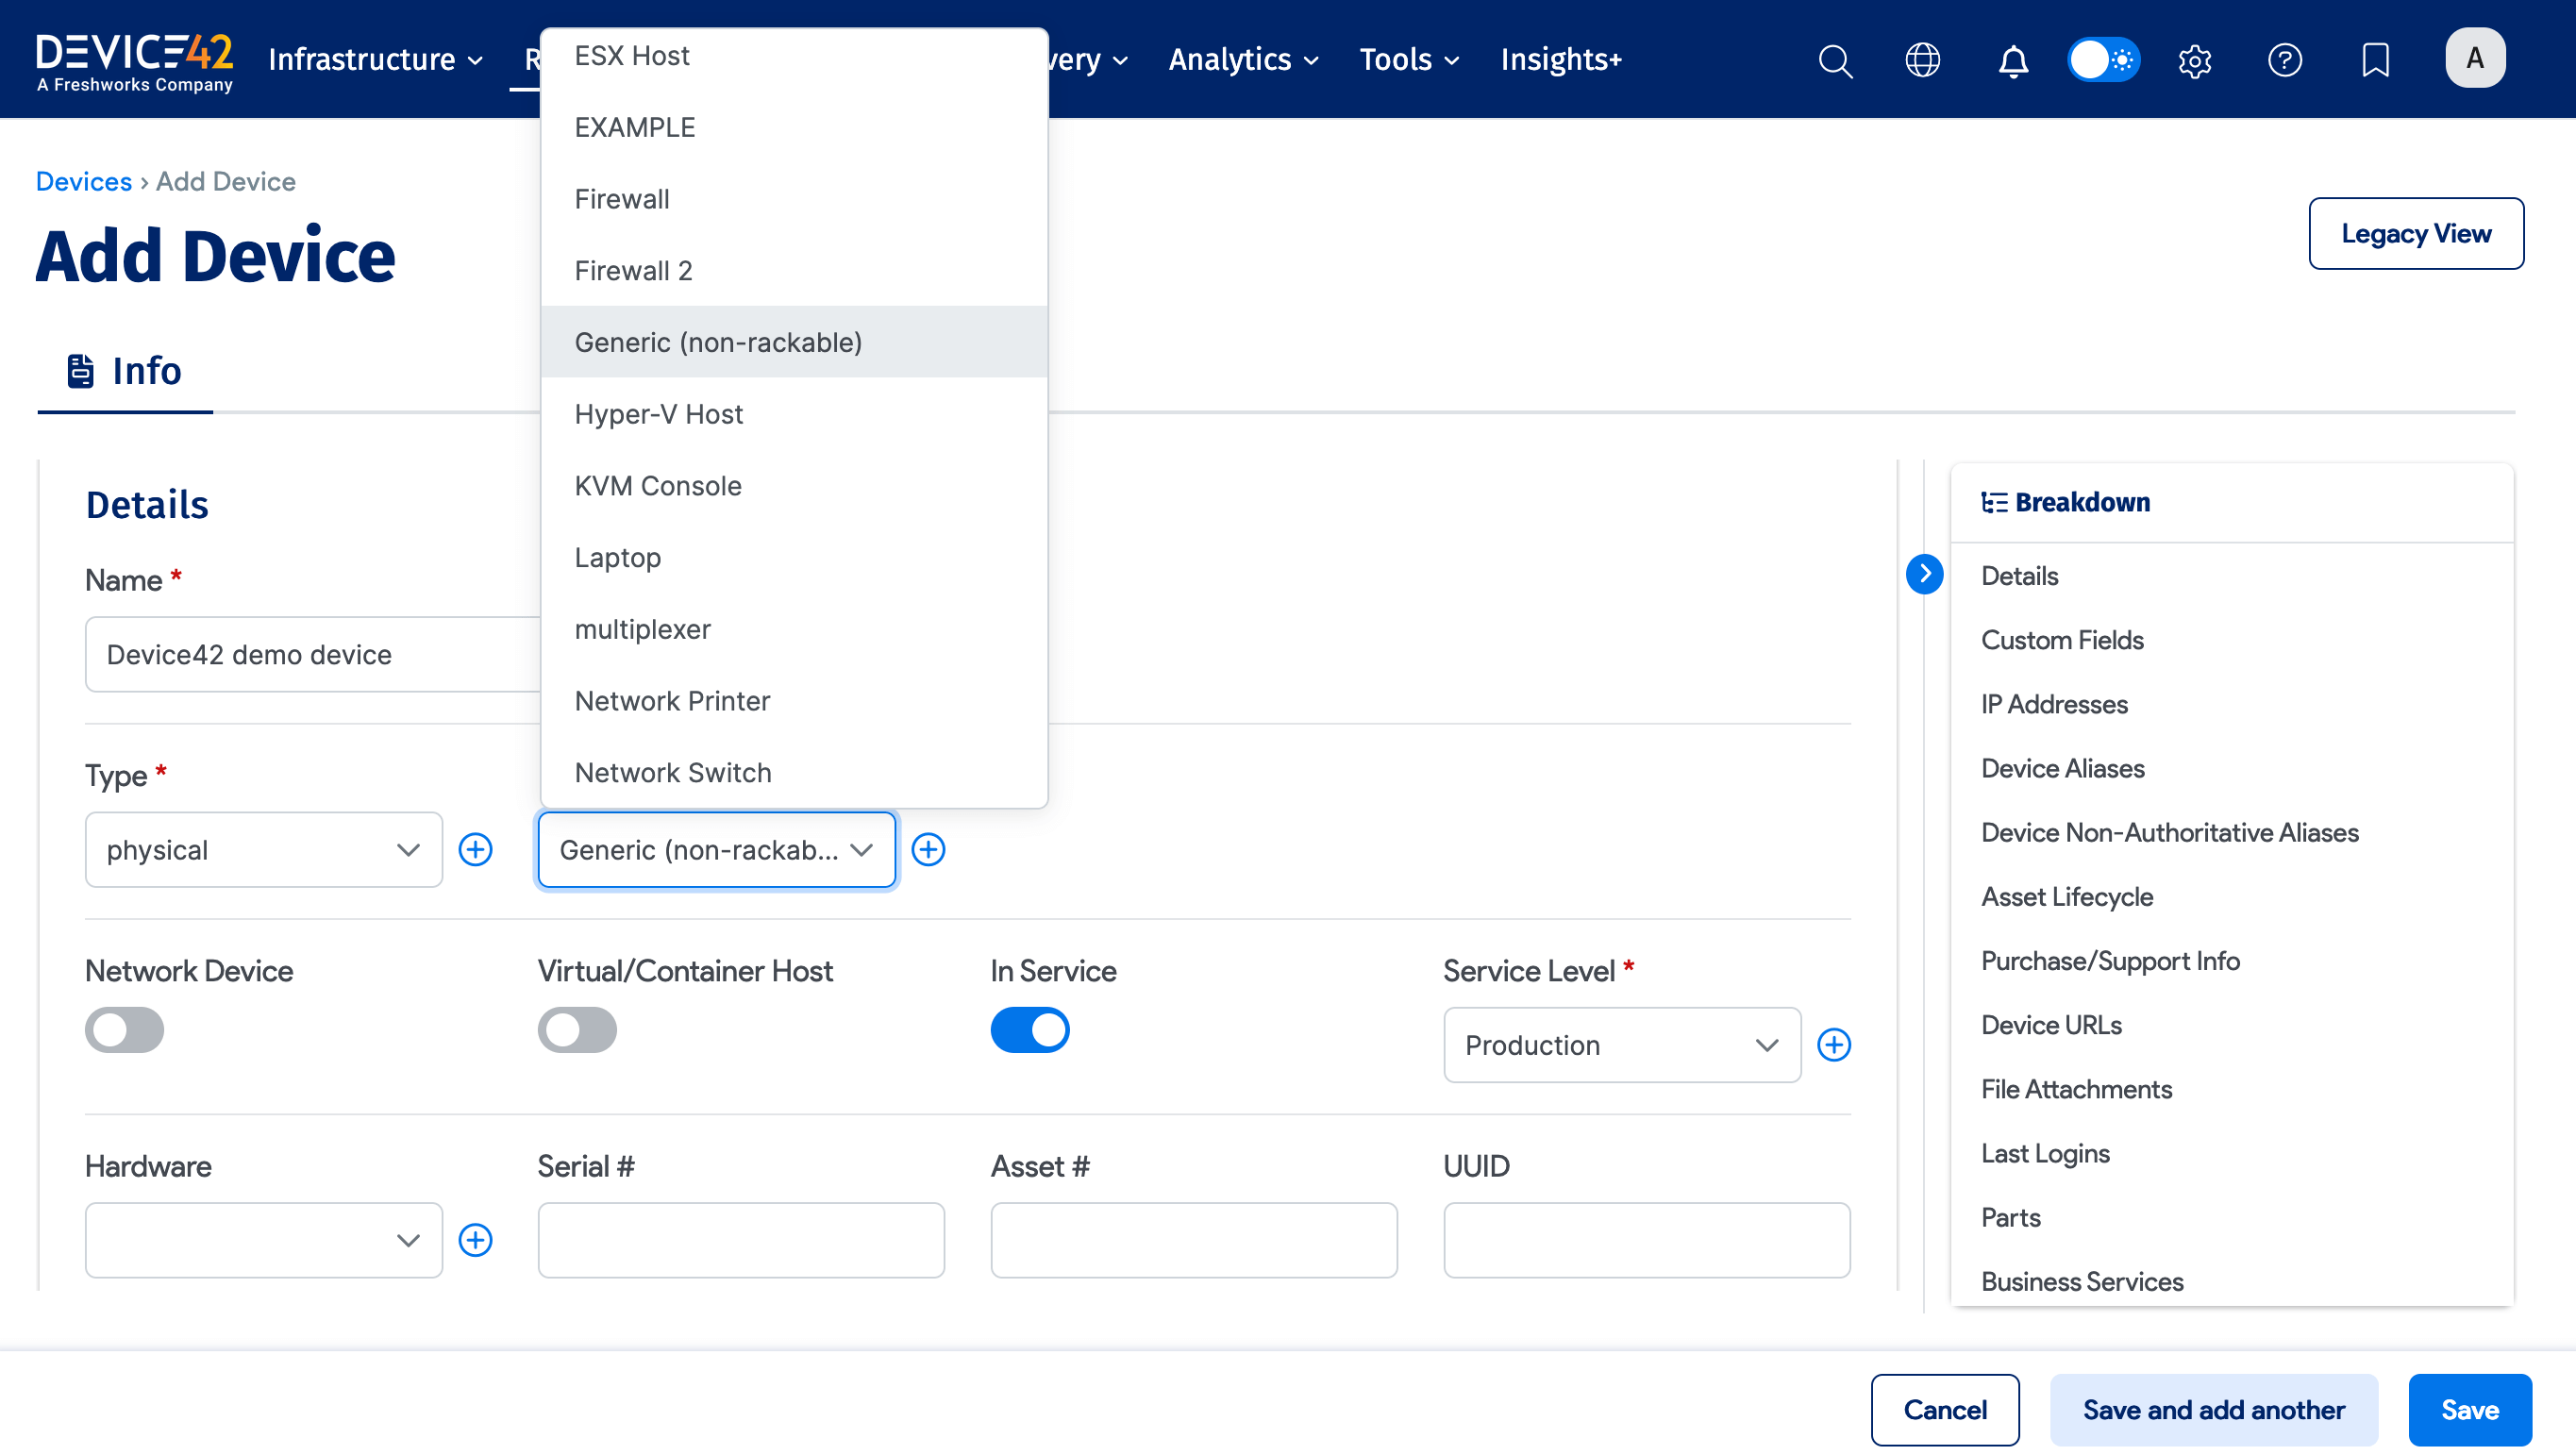 DEVICE42
A Freshworks Company
Infrastructure
Analytics
Tools
Insights+
A
ESX Host
EXAMPLE
Firewall
Firewall 2
Generic (non-rackable)
Hyper-V Host
KVM Console
Laptop
multiplexer
Network Printer
Network Switch
Devices › Add Device
Add Device
Legacy View
Info
Details
Name *
Device42 demo device
Type *
physical
Generic (non-rackab...
Network Device
Virtual/Container Host
In Service
Service Level *
Production
Hardware
Serial #
Asset #
UUID
Breakdown
Details
Custom Fields
IP Addresses
Device Aliases
Device Non-Authoritative Aliases
Asset Lifecycle
Purchase/Support Info
Device URLs
File Attachments
Last Logins
Parts
Business Services
Cancel
Save and add another
Save